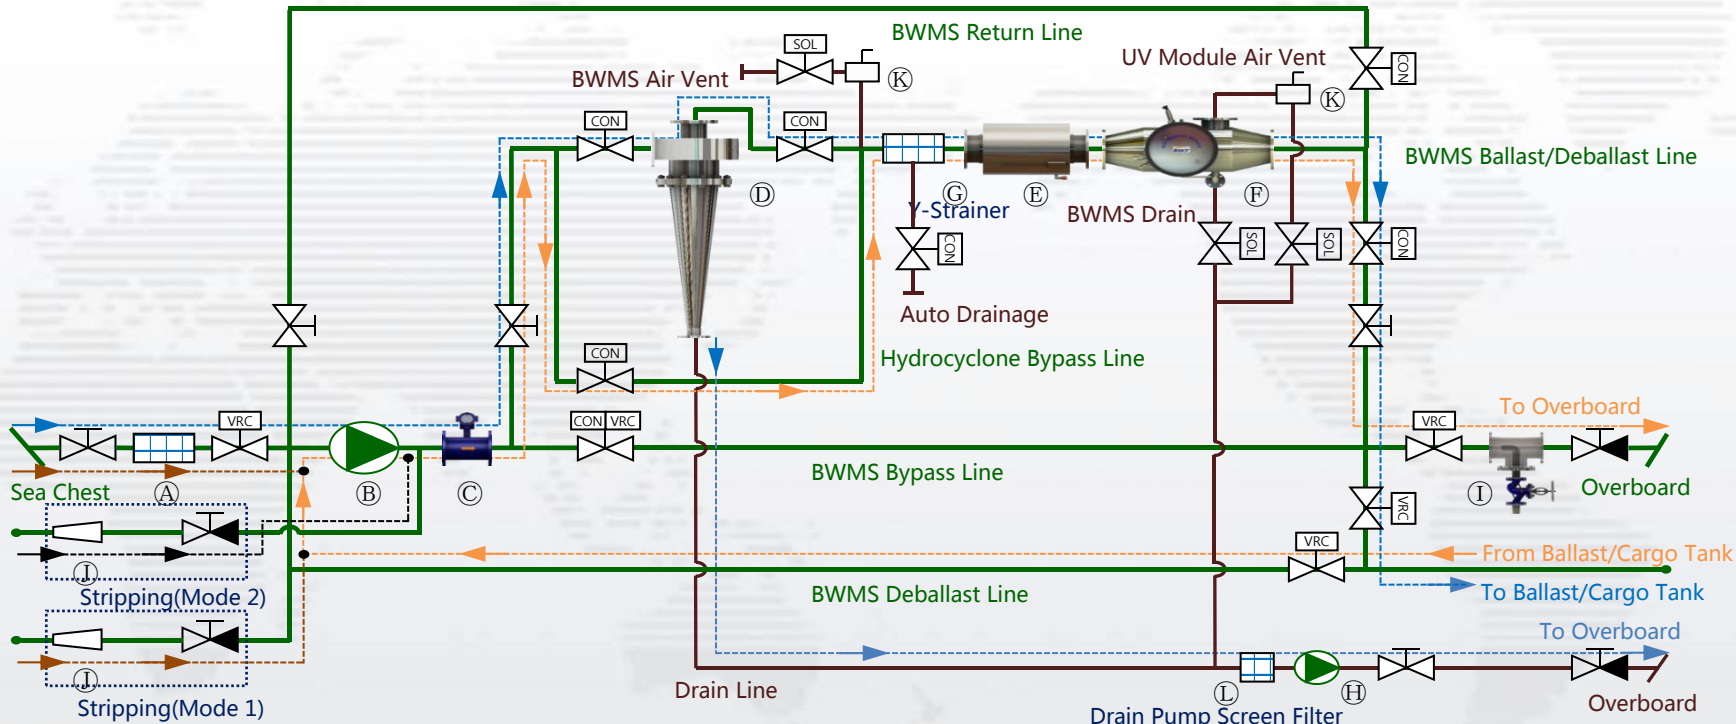 BWMS Return Line
SOL
UV Module Air Vent
BWMS Air Vent
Ⓚ
CON
Ⓚ
CON
CON
BWMS Ballast/Deballast Line
Ⓓ
Ⓖ
Ⓔ
Ⓕ
Y-Strainer
BWMS Drain
CON
SOL
SOL
CON
Auto Drainage
CON
Hydrocyclone Bypass Line
VRC
CON VRC
VRC
To Overboard
BWMS Bypass Line
Sea Chest
Ⓐ
Ⓑ
Ⓒ
Ⓘ
Overboard
VRC
VRC
From Ballast/Cargo Tank
Ⓙ
Stripping(Mode 2)
BWMS Deballast Line
To Ballast/Cargo Tank
To Overboard
Ⓙ
Stripping(Mode 1)
Drain Line
Ⓛ
Ⓗ
Drain Pump Screen Filter
Overboard